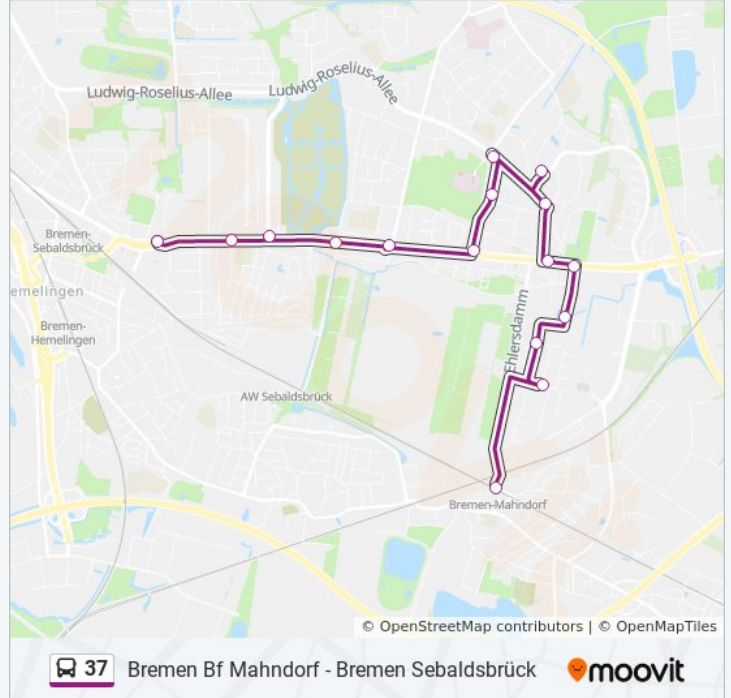 Ludwig-Roselius-Allee
Ludwig-Roselius-Allee
Bremen-
Sebaldsbrück
emelingen
Bremen-
Hemelingen
Ehlersdamm
AW Sebaldsbrück
Bremen-Mahndorf
© OpenStreetMap contributors | © OpenMapTiles
37 Bremen Bf Mahndorf - Bremen Sebaldsbrück moovit